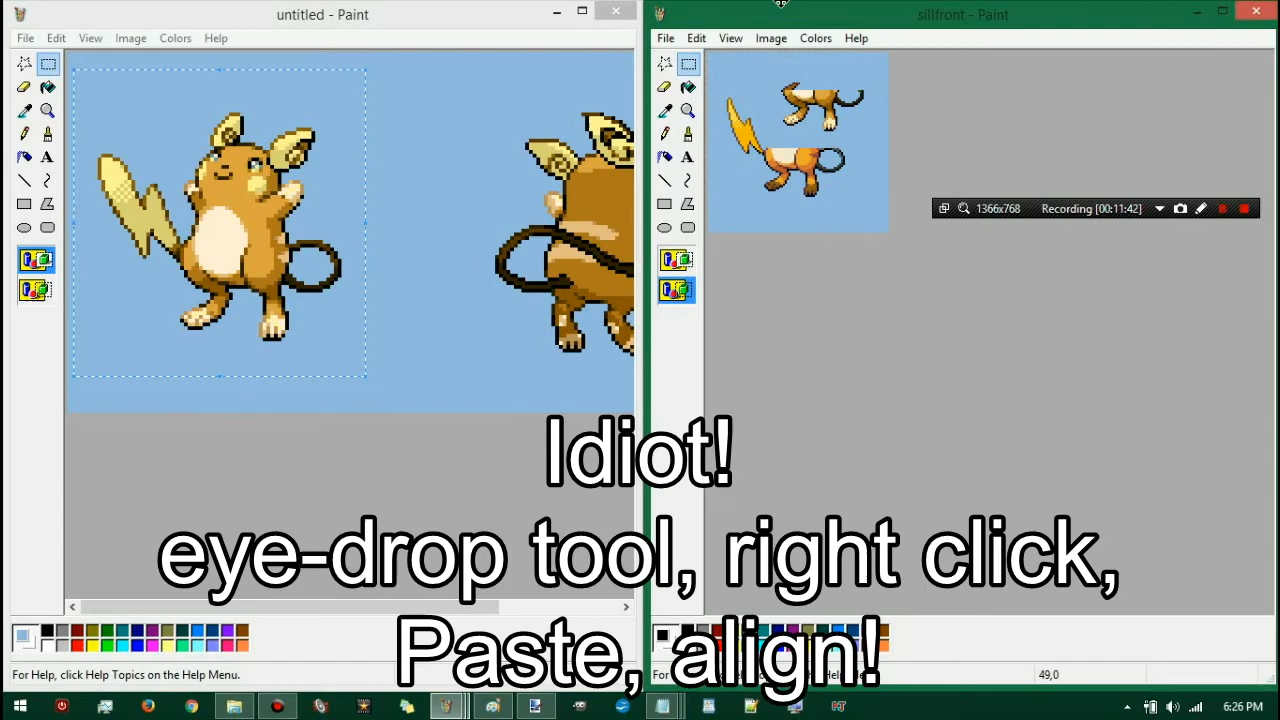 untitled - Paint
File Edit View Image Colors Help
sillfront - Paint
File Edit View Image Colors Help
1366x768 Recording [00:11:42]
Idiot!
eye-drop tool, right click,
Paste, align!
For Help, click Help Topics on the Help Menu.
49,0
6:26 PM